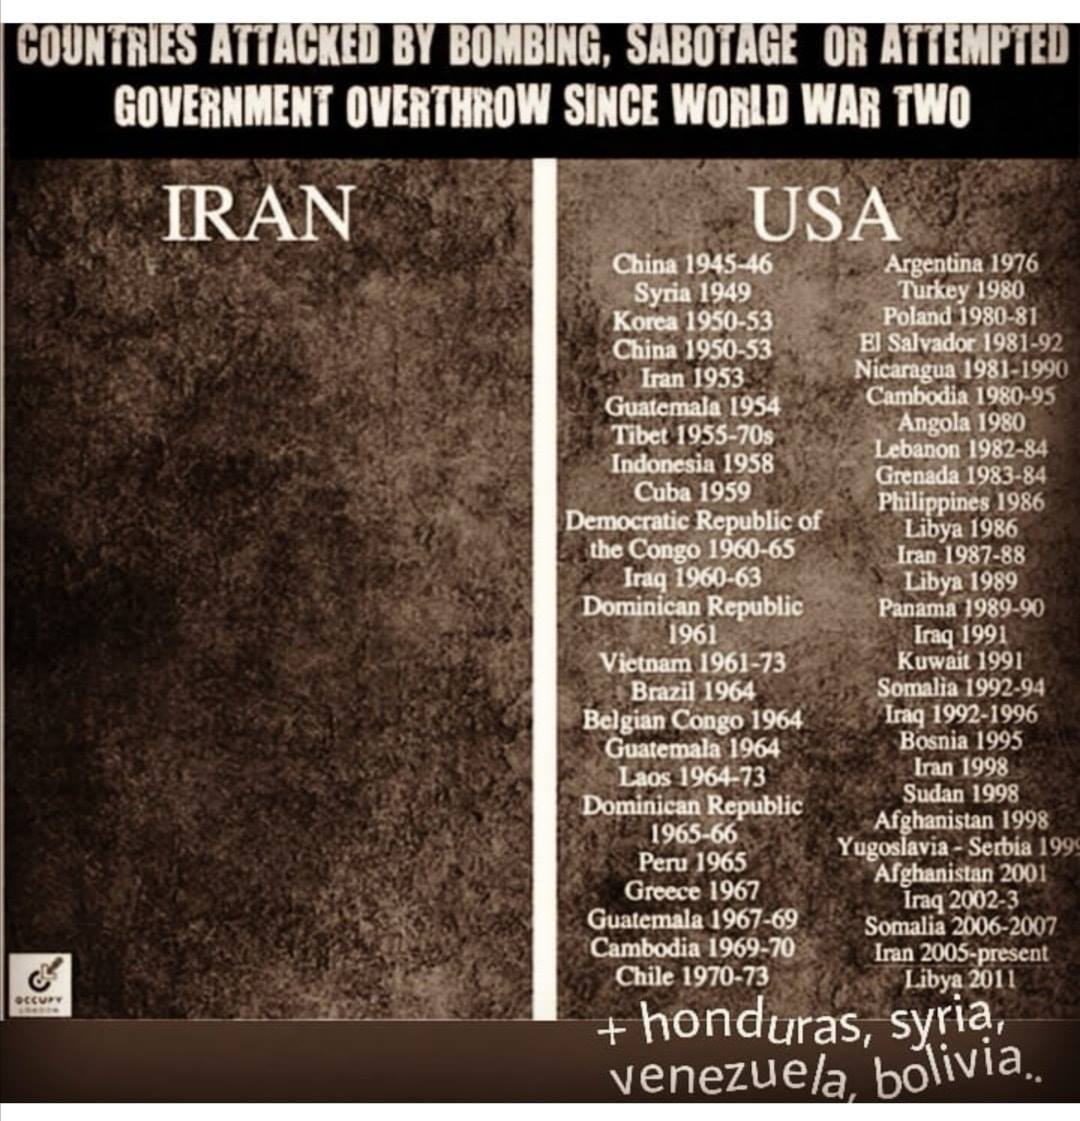 COUNTRIES ATTACKED BY BOMBING, SABOTAGE OR ATTEMPTED
GOVERNMENT OVERTHROW SINCE WORLD WAR TWO
IRAN
USA
China 1945-46
Syria 1949
Korea 1950-53
China 1950-53
Iran 1953
Guatemala 1954
Tibet 1955-70s
Indonesia 1958
Cuba 1959
Democratic Republic of
the Congo 1960-65
Iraq 1960-63
Dominican Republic
1961
Vietnam 1961-73
Brazil 1964
Belgian Congo 1964
Guatemala 1964
Laos 1964-73
Dominican Republic
1965-66
Peru 1965
Greece 1967
Guatemala 1967-69
Cambodia 1969-70
Chile 1970-73
Argentina 1976
Turkey 1980
Poland 1980-81
El Salvador 1981-92
Nicaragua 1981-1990
Cambodia 1980-95
Angola 1980
Lebanon 1982-84
Grenada 1983-84
Philippines 1986
Libya 1986
Iran 1987-88
Libya 1989
Panama 1989-90
Iraq 1991
Kuwait 1991
Somalia 1992-94
Iraq 1992-1996
Bosnia 1995
Iran 1998
Sudan 1998
Afghanistan 1998
Yugoslavia - Serbia 1999
Afghanistan 2001
Iraq 2002-3
Somalia 2006-2007
Iran 2005-present
Libya 2011
+ honduras, syria,
venezuela, bolivia..
OCCUPY
LONDON